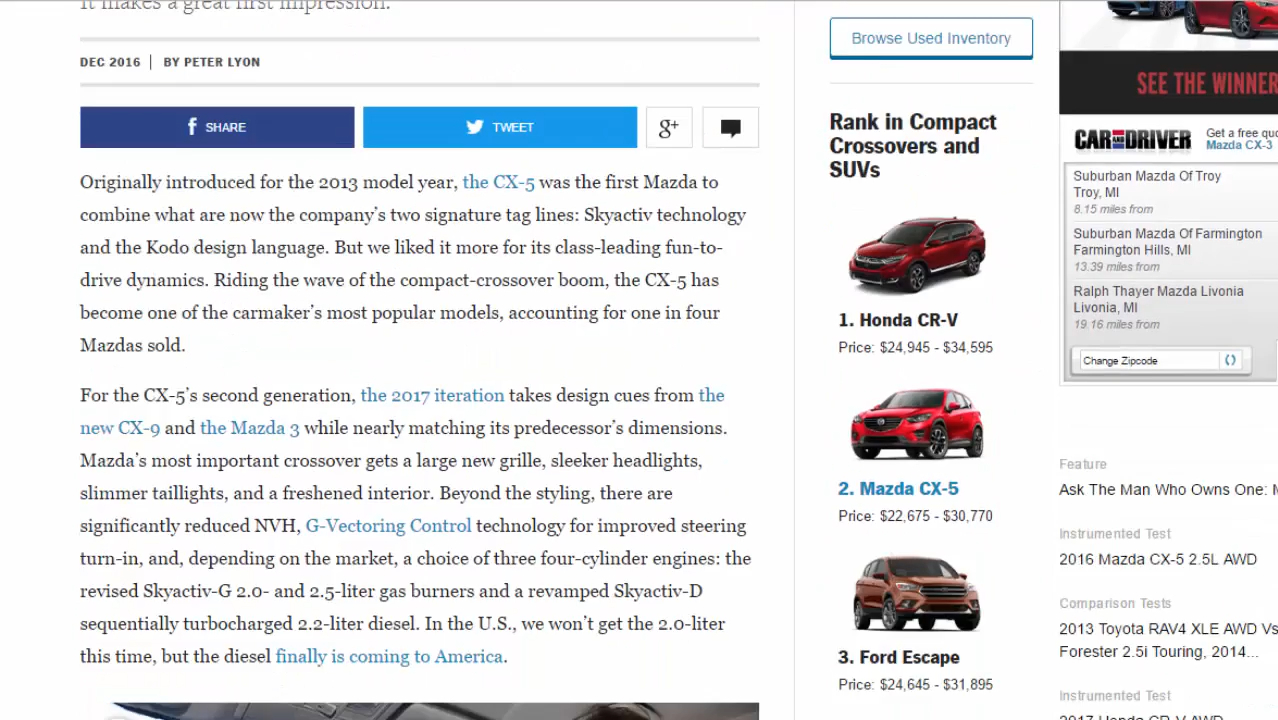 It makes a great first impression.
DEC 2016 | BY PETER LYON
SHARE
TWEET
g+
Originally introduced for the 2013 model year, the CX-5 was the first Mazda to
combine what are now the company's two signature tag lines: Skyactiv technology
and the Kodo design language. But we liked it more for its class-leading fun-to-
drive dynamics. Riding the wave of the compact-crossover boom, the CX-5 has
become one of the carmaker's most popular models, accounting for one in four
Mazdas sold.
For the CX-5's second generation, the 2017 iteration takes design cues from the
new CX-9 and the Mazda 3 while nearly matching its predecessor's dimensions.
Mazda's most important crossover gets a large new grille, sleeker headlights,
slimmer taillights, and a freshened interior. Beyond the styling, there are
significantly reduced NVH, G-Vectoring Control technology for improved steering
turn-in, and, depending on the market, a choice of three four-cylinder engines: the
revised Skyactiv-G 2.0- and 2.5-liter gas burners and a revamped Skyactiv-D
sequentially turbocharged 2.2-liter diesel. In the U.S., we won't get the 2.0-liter
this time, but the diesel finally is coming to America.
Browse Used Inventory
Rank in Compact
Crossovers and
SUVs
1. Honda CR-V
Price: $24,945 - $34,595
2. Mazda CX-5
Price: $22,675 - $30,770
3. Ford Escape
Price: $24,645 - $31,895
SEE THE WINNER
CAR AND DRIVER
Get a free quo
Mazda CX-3
Suburban Mazda Of Troy
Troy, MI
8.15 miles from
Suburban Mazda Of Farmington
Farmington Hills, MI
13.39 miles from
Ralph Thayer Mazda Livonia
Livonia, MI
19.16 miles from
Change Zipcode
Feature
Ask The Man Who Owns One: M
Instrumented Test
2016 Mazda CX-5 2.5L AWD
Comparison Tests
2013 Toyota RAV4 XLE AWD Vs
Forester 2.5i Touring, 2014...
Instrumented Test
2017 Honda CR-V AWD